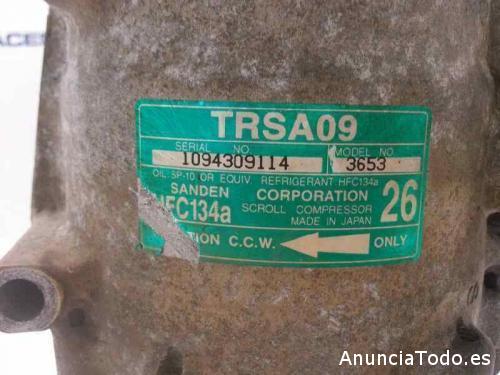 TRSA09
SERIAL NO. MODEL NO.
1094309114 3653
OIL SP-10 OR EQUIV. REFRIGERANT HFC134a
SANDEN CORPORATION
HFC134a SCROLL COMPRESSOR 26
MADE IN JAPAN
C.C.W. ONLY
AnunciaTodo.es